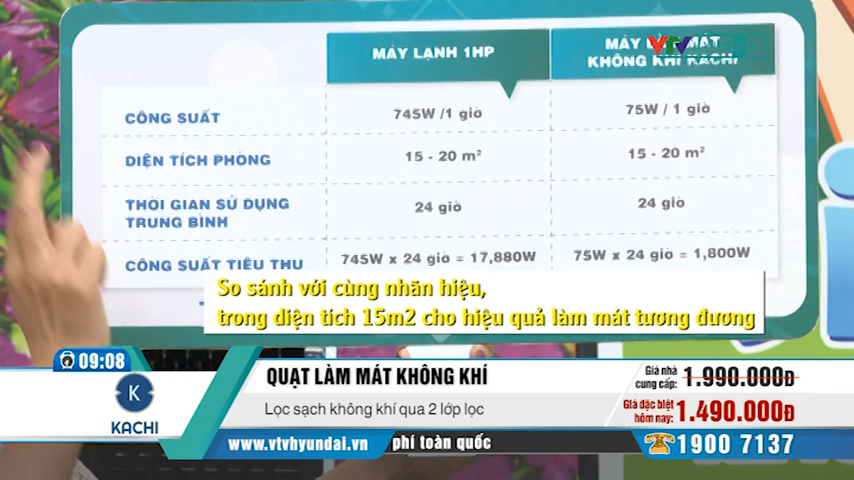 MÁY LẠNH 1HP
VTV
MÁY MÁT
KHÔNG KHÍ KACHI
CÔNG SUẤT
745W /1 giờ
75W / 1 giờ
DIỆN TÍCH PHÒNG
15 - 20 m²
15 - 20 m²
THỜI GIAN SỬ DỤNG
TRUNG BÌNH
24 giờ
24 giờ
CÔNG SUẤT TIÊU THỤ
745W x 24 giờ = 17,880W
75W x 24 giờ = 1,800W
So sánh với cùng nhãn hiệu,
trong diện tích 15m2 cho hiệu quả làm mát tương đương
09:08
K
KACHI
QUẠT LÀM MÁT KHÔNG KHÍ
Lọc sạch không khí qua 2 lớp lọc
Giá nhà
cung cấp: 1.990.000Đ
Giá đặc biệt
hôm nay: 1.490.000Đ
www.vtvhyundai.vn
phí toàn quốc
1900 7137